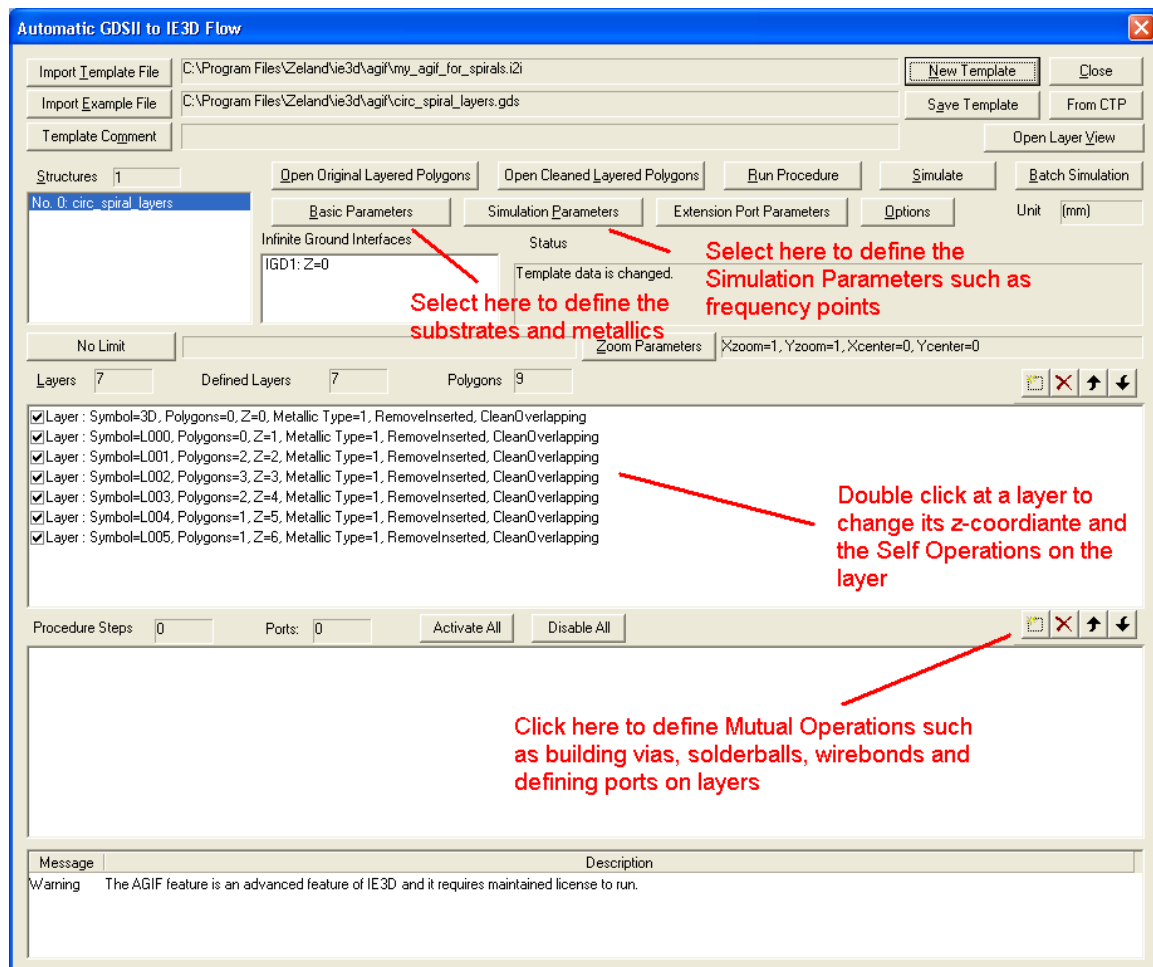 Automatic GDSII to IE3D Flow
Import Template File
C:\Program Files\Zeland\ie3d\agif\my_agif_for_spirals.i2i
New Template
Close
Import Example File
C:\Program Files\Zeland\ie3d\agif\circ_spiral_layers.gds
Save Template
From CTP
Template Comment
Open Layer View
Structures
1
Open Original Layered Polygons
Open Cleaned Layered Polygons
Run Procedure
Simulate
Batch Simulation
No. 0: circ_spiral_layers
Basic Parameters
Simulation Parameters
Extension Port Parameters
Options
Unit
(mm)
Infinite Ground Interfaces
Status
IGD1: Z=0
Template data is changed.
Select here to define the
Simulation Parameters such as
frequency points
Select here to define the
substrates and metallics
No Limit
Zoom Parameters
Xzoom=1, Yzoom=1, Xcenter=0, Ycenter=0
Layers
7
Defined Layers
7
Polygons
9
Layer : Symbol=3D, Polygons=0, Z=0, Metallic Type=1, RemoveInserted, CleanOverlapping
Layer : Symbol=L000, Polygons=0, Z=1, Metallic Type=1, RemoveInserted, CleanOverlapping
Layer : Symbol=L001, Polygons=2, Z=2, Metallic Type=1, RemoveInserted, CleanOverlapping
Layer : Symbol=L002, Polygons=3, Z=3, Metallic Type=1, RemoveInserted, CleanOverlapping
Layer : Symbol=L003, Polygons=2, Z=4, Metallic Type=1, RemoveInserted, CleanOverlapping
Layer : Symbol=L004, Polygons=1, Z=5, Metallic Type=1, RemoveInserted, CleanOverlapping
Layer : Symbol=L005, Polygons=1, Z=6, Metallic Type=1, RemoveInserted, CleanOverlapping
Double click at a layer to
change its z-coordiante and
the Self Operations on the
layer
Procedure Steps
0
Ports:
0
Activate All
Disable All
Click here to define Mutual Operations such
as building vias, solderballs, wirebonds and
defining ports on layers
Message
Description
Warning
The AGIF feature is an advanced feature of IE3D and it requires maintained license to run.